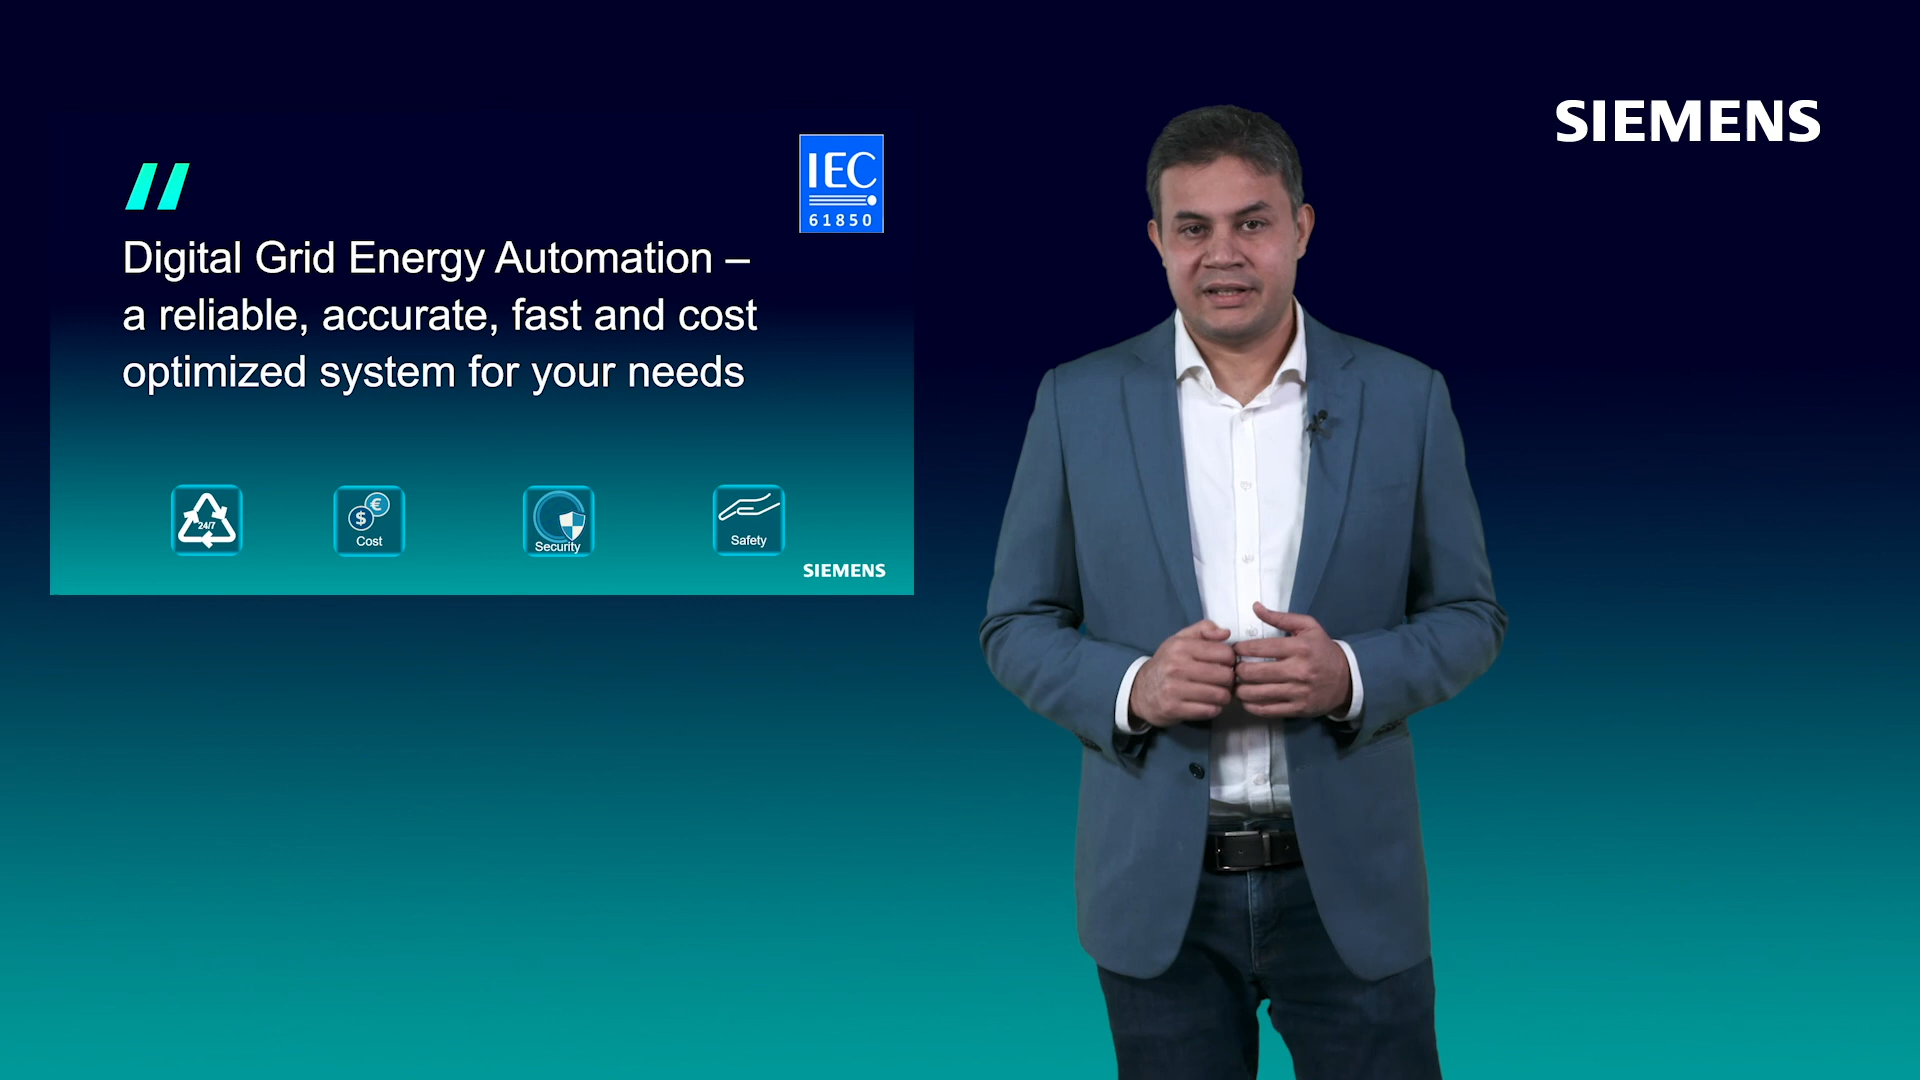 SIEMENS
IEC
61850
Digital Grid Energy Automation –
a reliable, accurate, fast and cost
optimized system for your needs
24/7
$
€
Cost
Security
Safety
SIEMENS